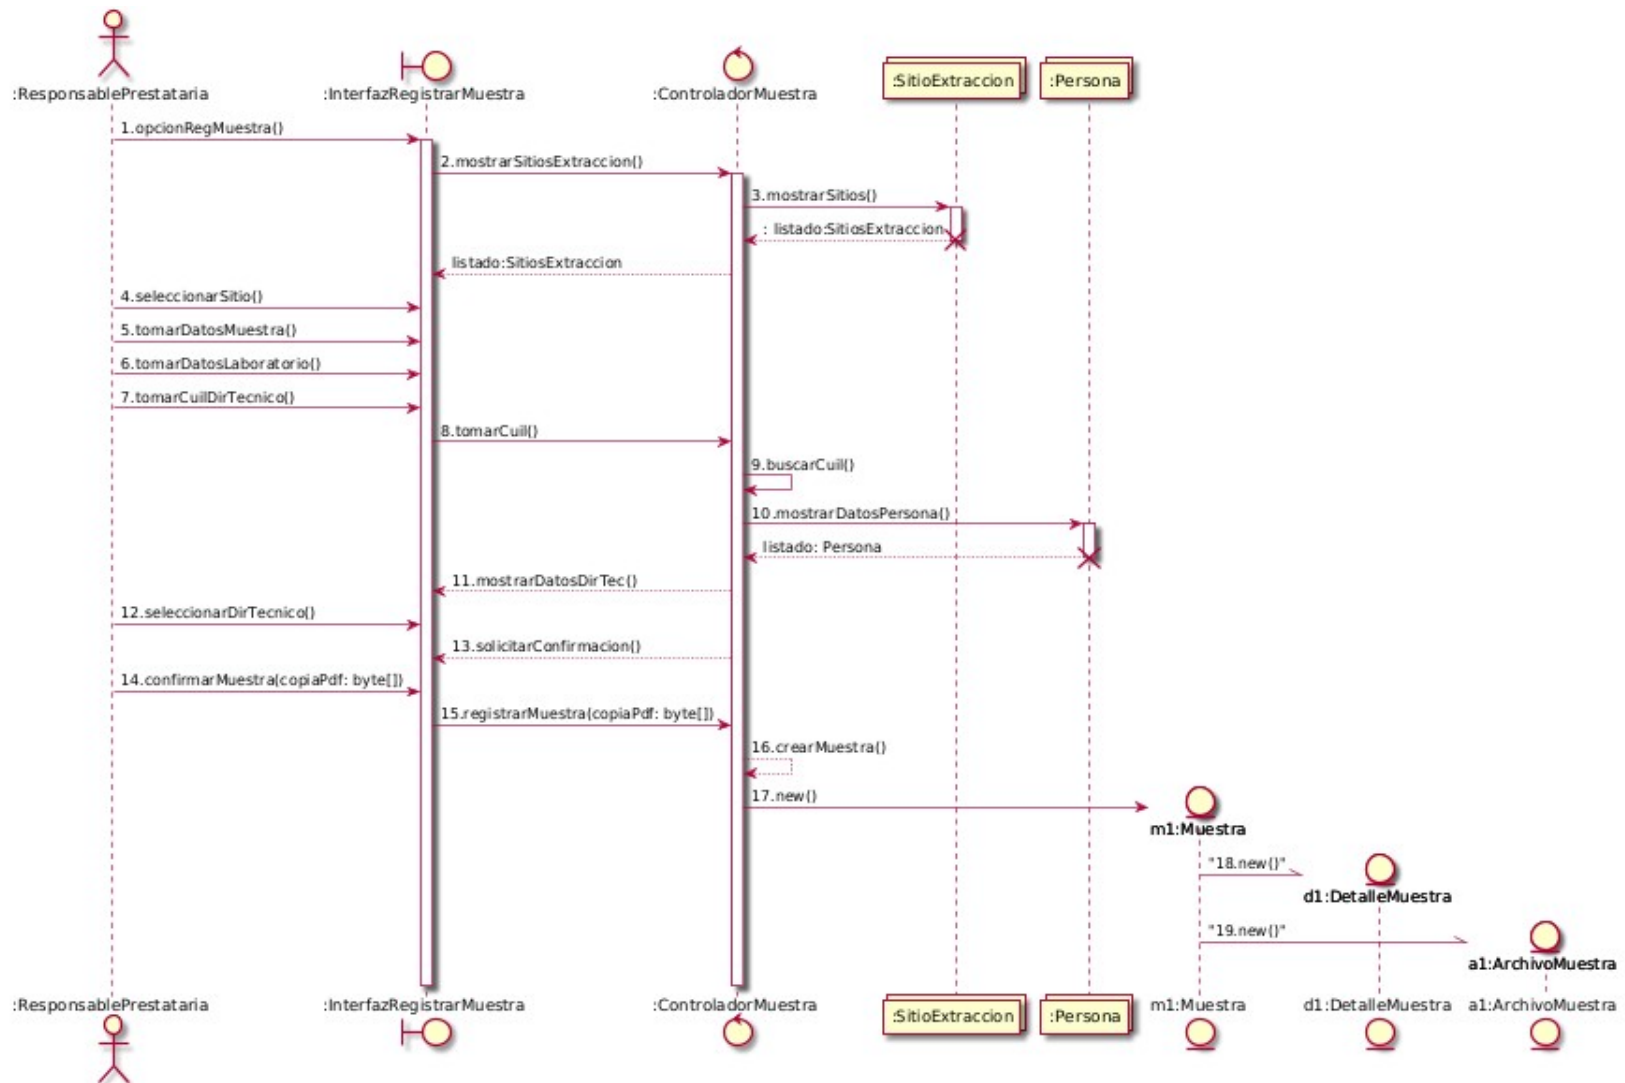 :ResponsablePrestataria :InterfazRegistrarMuestra :ControladorMuestra :SitioExtraccion :Persona
1.opcionRegMuestra()
2.mostrarSitiosExtraccion()
3.mostrarSitios()
: listado:SitiosExtraccion
listado:SitiosExtraccion
4.seleccionarSitio()
5.tomarDatosMuestra()
6.tomarDatosLaboratorio()
7.tomarCuilDirTecnico()
8.tomarCuil()
9.buscarCuil()
10.mostrarDatosPersona()
listado: Persona
11.mostrarDatosDirTec()
12.seleccionarDirTecnico()
13.solicitarConfirmacion()
14.confirmarMuestra(copiaPdf: byte[])
15.registrarMuestra(copiaPdf: byte[])
16.crearMuestra()
17.new()
m1:Muestra
"18.new()"
d1:DetalleMuestra
"19.new()"
a1:ArchivoMuestra
:ResponsablePrestataria :InterfazRegistrarMuestra :ControladorMuestra :SitioExtraccion :Persona m1:Muestra d1:DetalleMuestra a1:ArchivoMuestra